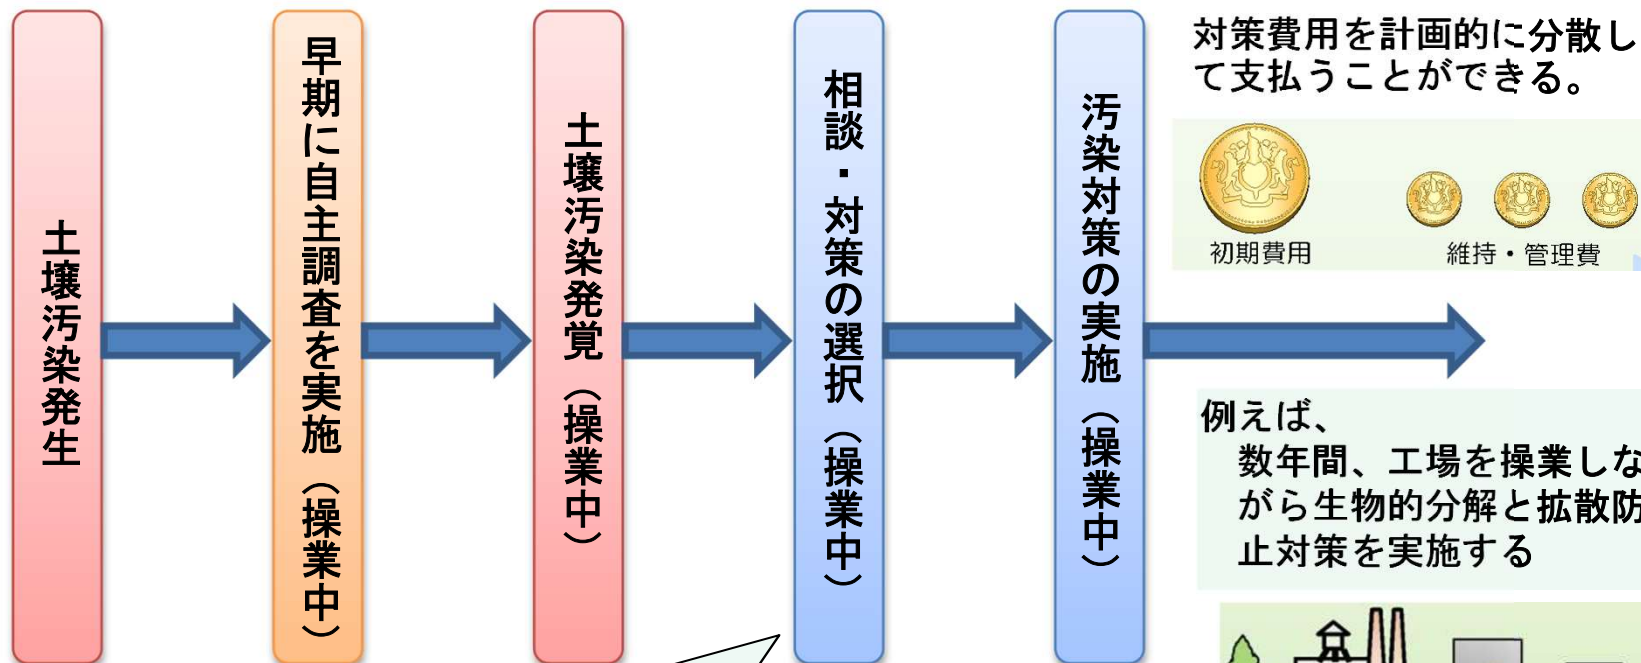 土壌汚染発生
早期に自主調査を実施（操業中）
土壌汚染発覚（操業中）
相談・対策の選択（操業中）
汚染対策の実施（操業中）
対策費用を計画的に分散し
て支払うことができる。
初期費用
維持・管理費
例えば、
数年間、工場を操業しな
がら生物的分解と拡散防
止対策を実施する